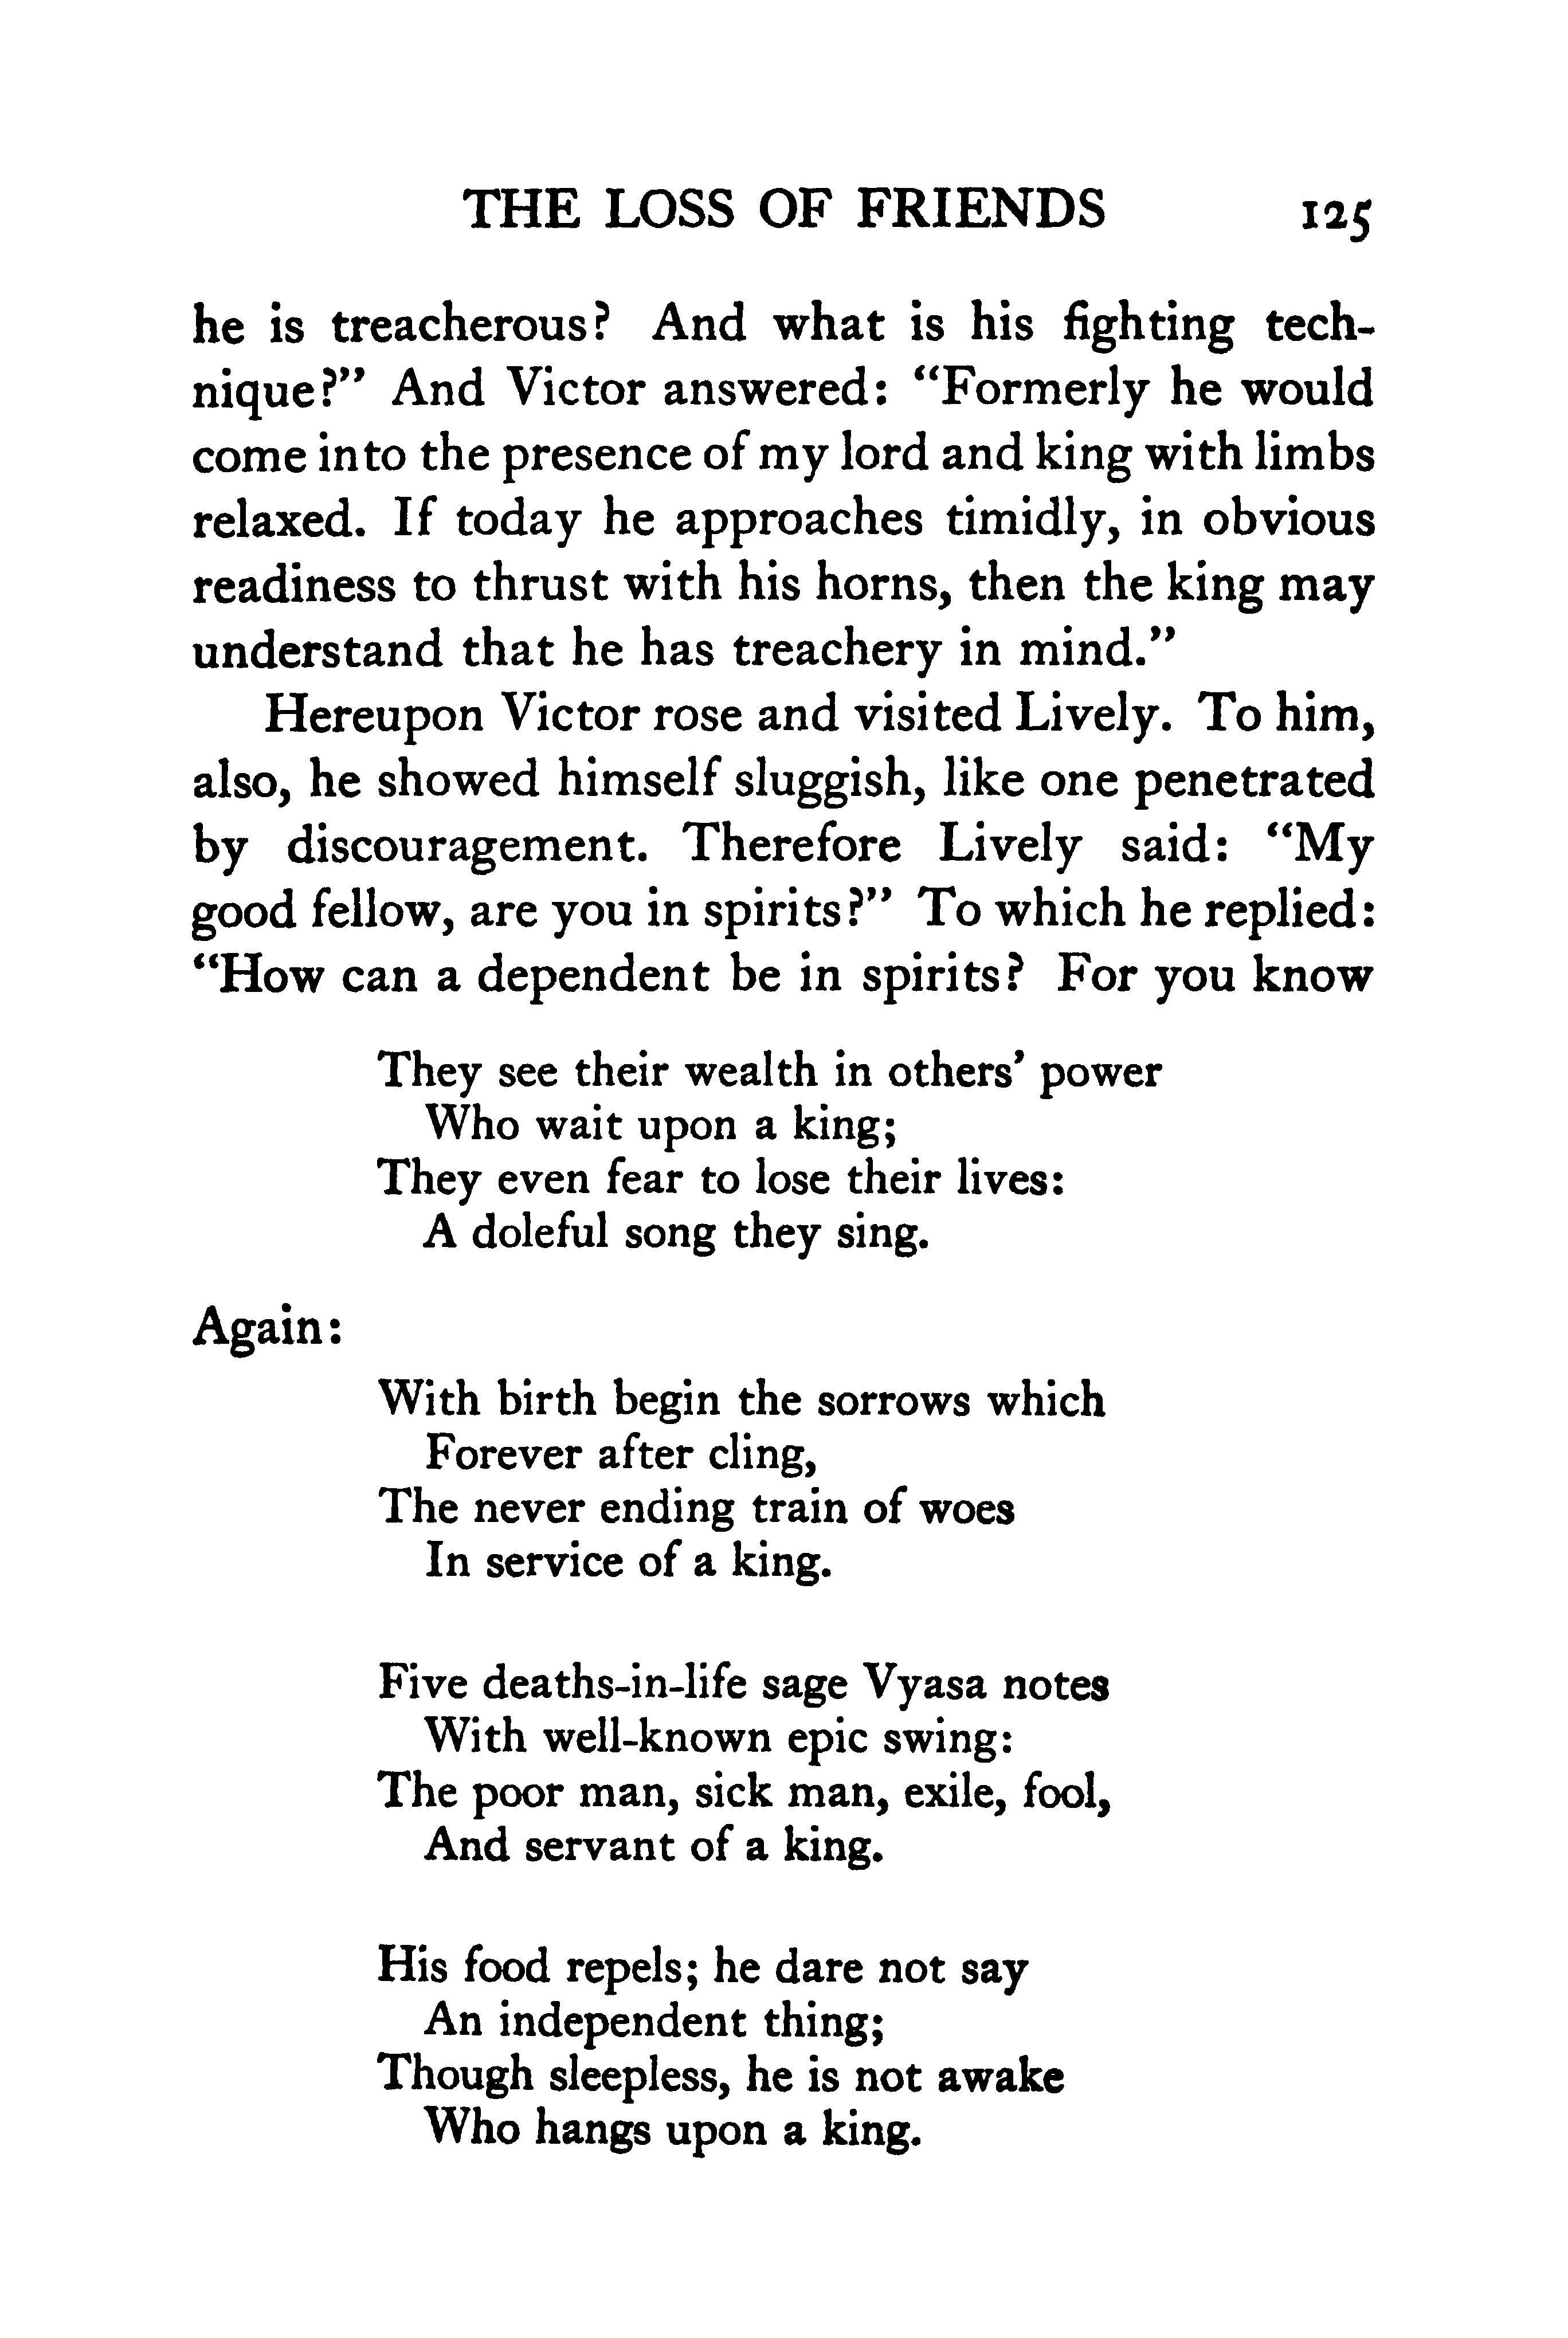 THE LOSS OF FRIENDS 125
he is treacherous? And what is his fighting tech-
nique?” And Victor answered: “Formerly he would
come into the presence of my lord and king with limbs
relaxed. If today he approaches timidly, in obvious
readiness to thrust with his horns, then the king may
understand that he has treachery in mind.”
Hereupon Victor rose and visited Lively. To him,
also, he showed himself sluggish, like one penetrated
by discouragement. Therefore Lively said: “My
good fellow, are you in spirits?” To which he replied:
“How can a dependent be in spirits? For you know
They see their wealth in others’ power
Who wait upon a king;
They even fear to lose their lives:
A doleful song they sing.
Again:
With birth begin the sorrows which
Forever after cling,
The never ending train of woes
In service of a king.
Five deaths-in-life sage Vyasa notes
With well-known epic swing:
The poor man, sick man, exile, fool,
And servant of a king.
His food repels; he dare not say
An independent thing;
Though sleepless, he is not awake
Who hangs upon a king.